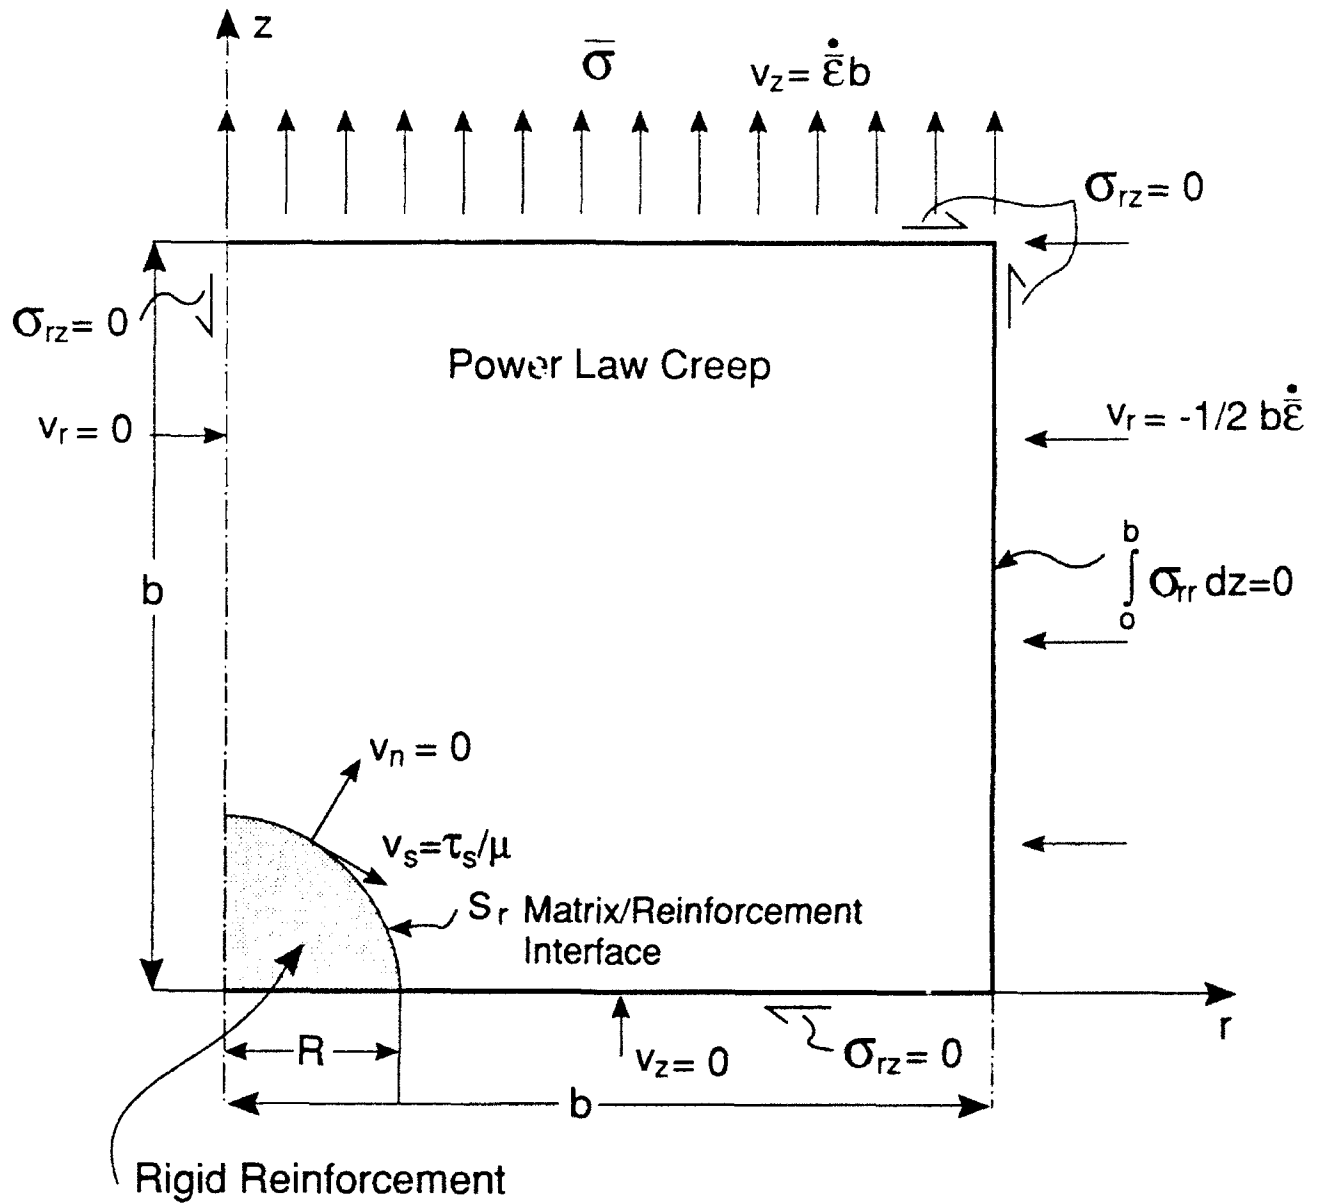 z
σ̄
v_z = ε̄̇b
σ_rz = 0
σ_rz = 0
Power Law Creep
v_r = 0
v_r = -1/2 bε̄̇
b
b
∫ σ_rr dz=0
o
v_n = 0
v_s=τ_s/μ
S_r Matrix/Reinforcement
Interface
r
R
v_z= 0
σ_rz= 0
b
Rigid Reinforcement